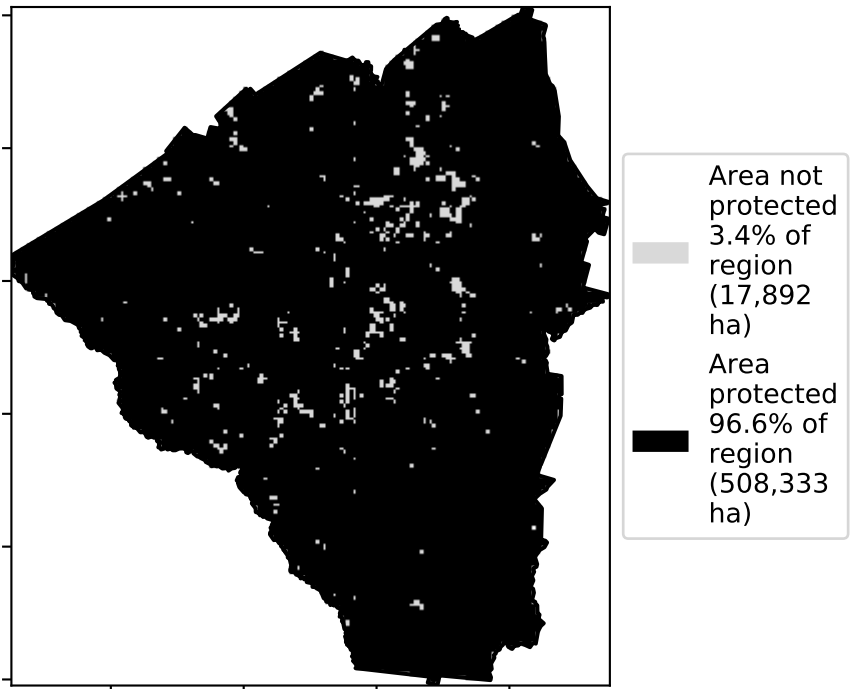 Area not
protected
3.4% of
region
(17,892
ha)
Area
protected
96.6% of
region
(508,333
ha)